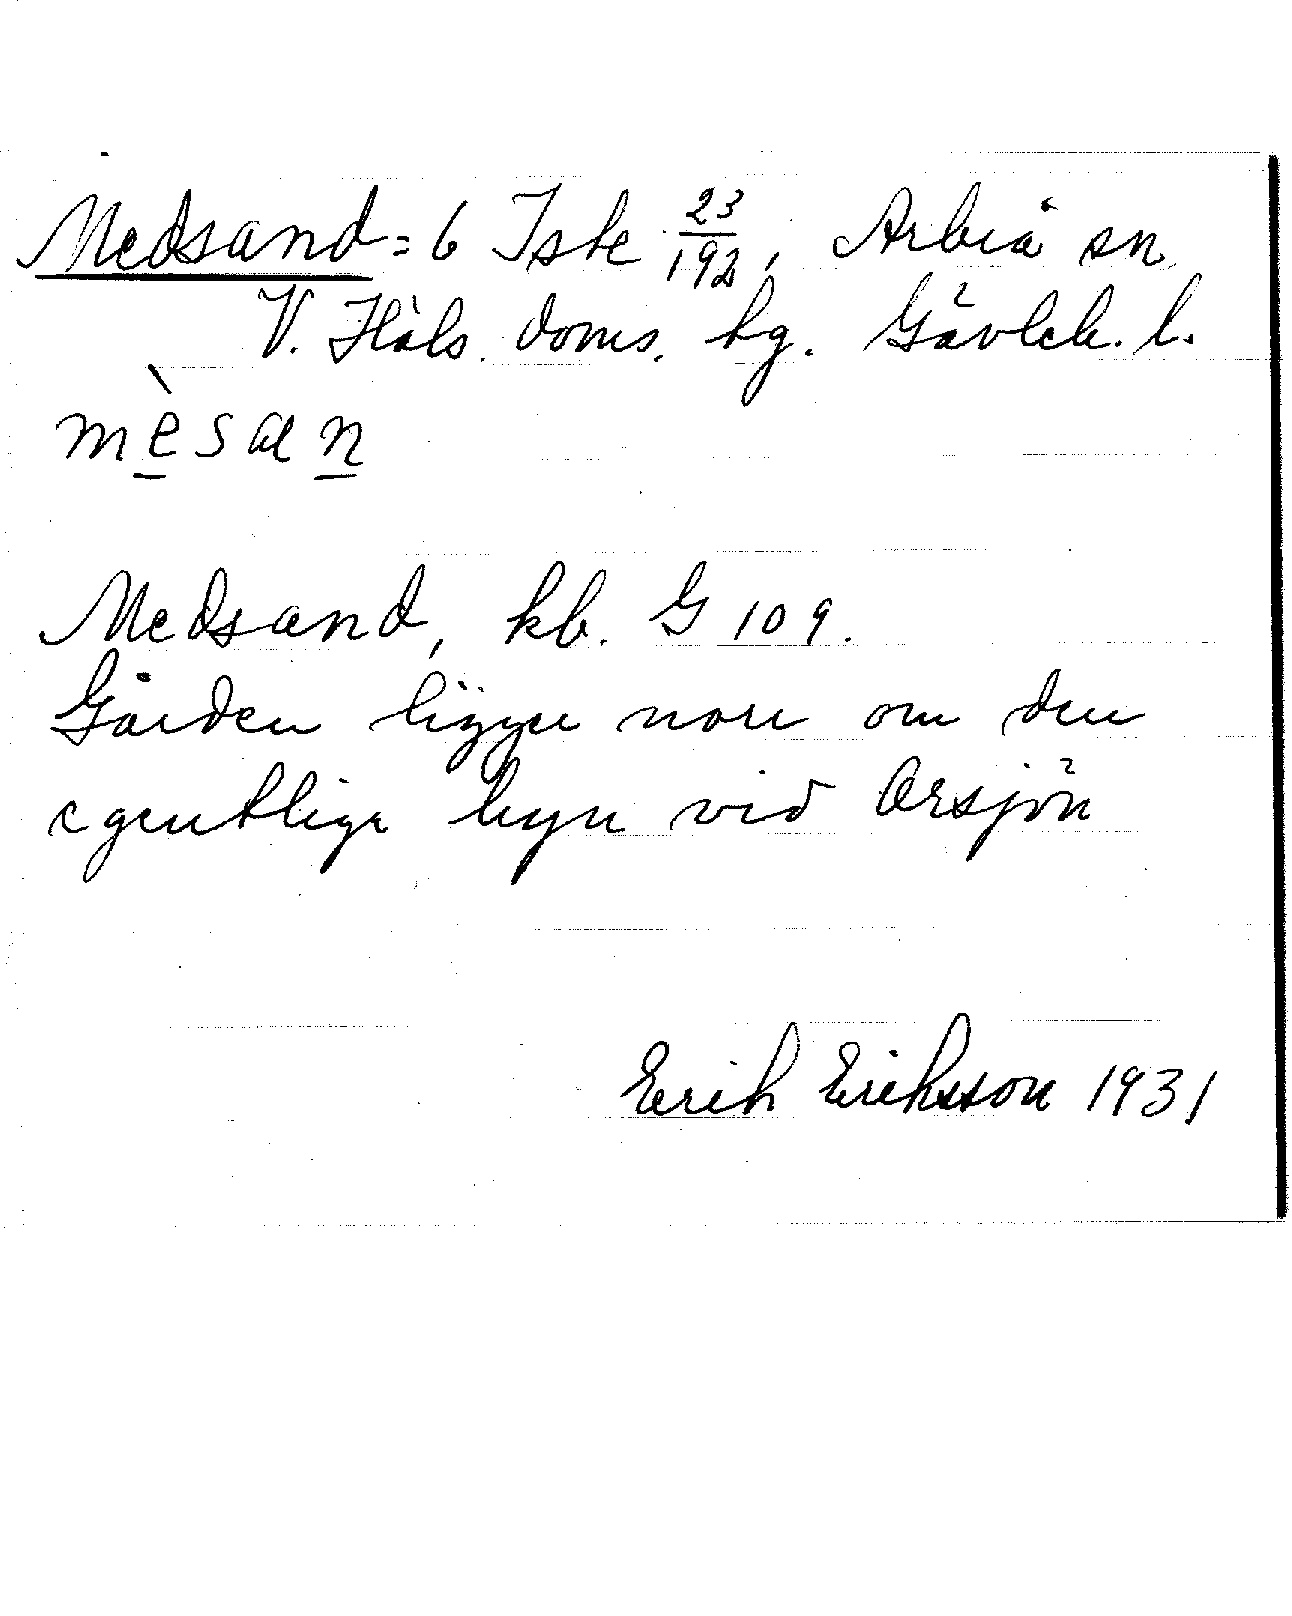 Medsand = 6 Iste 23/192, Arbrå sn
V. Häls. doms. hg. Gävleb. l.
mèsan
Medsand, kb. G 109.
Gården ligger norr om den
egentliga byn vid Orsjön
Erik Eriksson 1931